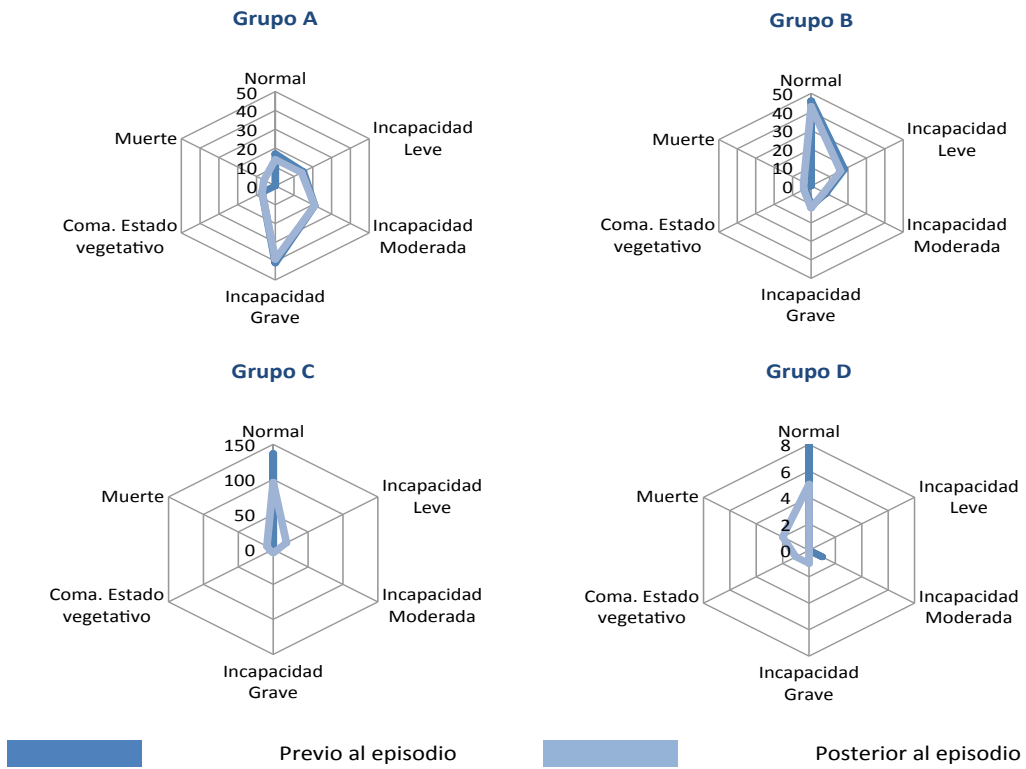 Grupo A
Normal
50
40
30
20
10
0
Incapacidad
Leve
Incapacidad
Moderada
Incapacidad
Grave
Coma. Estado
vegetativo
Muerte
Grupo B
Normal
50
40
30
20
10
0
Incapacidad
Leve
Incapacidad
Moderada
Incapacidad
Grave
Coma. Estado
vegetativo
Muerte
Grupo C
Normal
150
100
50
0
Incapacidad
Leve
Incapacidad
Moderada
Incapacidad
Grave
Coma. Estado
vegetativo
Muerte
Grupo D
Normal
8
6
4
2
0
Incapacidad
Leve
Incapacidad
Moderada
Incapacidad
Grave
Coma. Estado
vegetativo
Muerte
Previo al episodio
Posterior al episodio